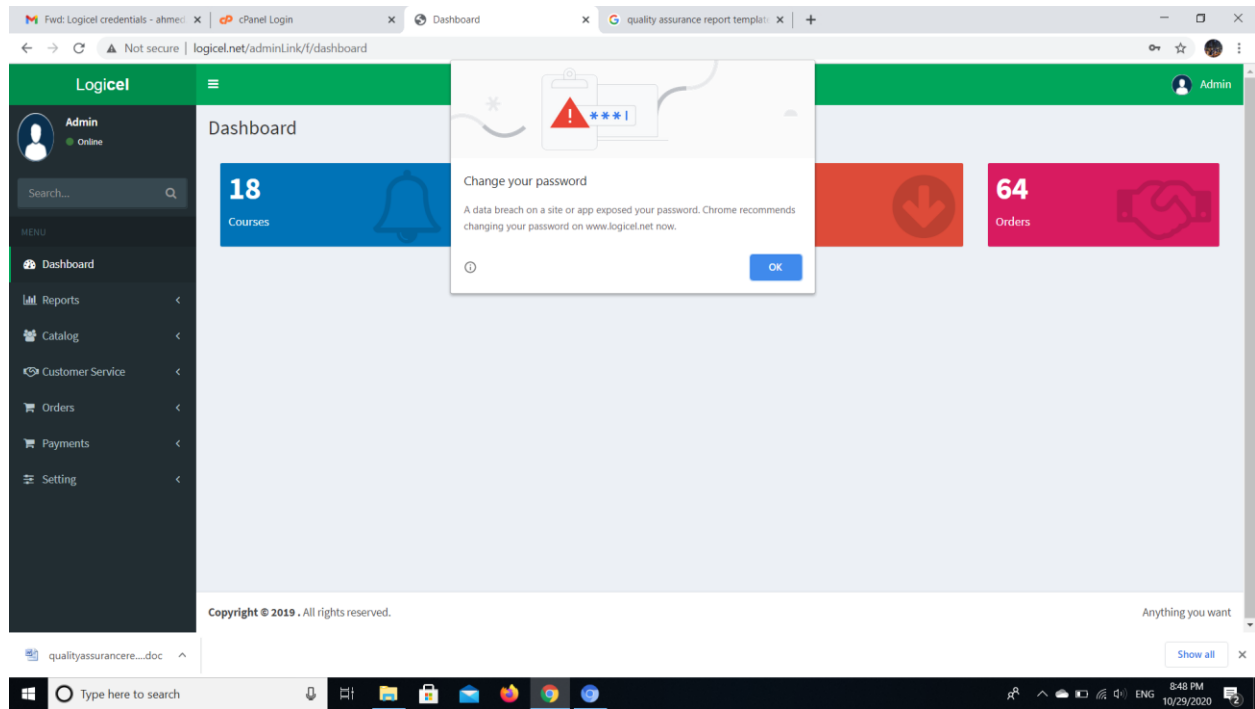 Fwd: Logicel credentials - ahmed
cPanel Login
Dashboard
quality assurance report templat
Not secure | logicel.net/adminLink/f/dashboard
Logicel
Admin
Admin
Online
Dashboard
***|
Search...
18
Courses
64
Orders
Change your password
A data breach on a site or app exposed your password. Chrome recommends
changing your password on www.logicel.net now.
OK
MENU
Dashboard
Reports
Catalog
Customer Service
Orders
Payments
Setting
Copyright © 2019 . All rights reserved.
Anything you want
qualityassurancere....doc
Show all
Type here to search
ENG
8:48 PM
10/29/2020
2